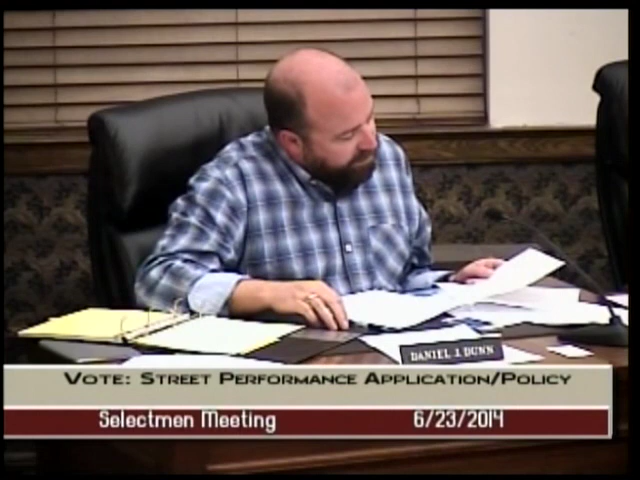 DANIEL J. DUNN
Vote: Street Performance Application/Policy
Selectmen Meeting 6/23/2014